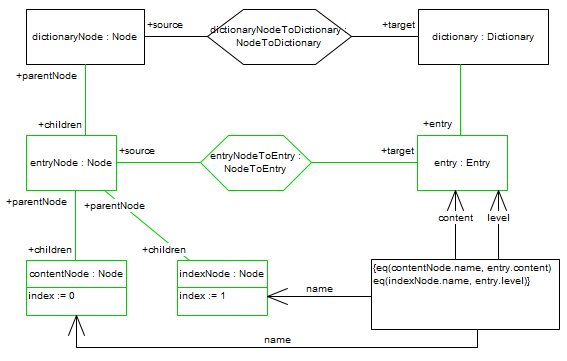 +source
+target
dictionaryNode : Node
dictionaryNodeToDictionary :
NodeToDictionary
dictionary : Dictionary
+parentNode
+children
+entry
+source
+target
entryNode : Node
entryNodeToEntry :
NodeToEntry
entry : Entry
+parentNode
+parentNode
content
level
+children
+children
contentNode : Node
index := 0
indexNode : Node
index := 1
name
{eq(contentNode.name, entry.content)
eq(indexNode.name, entry.level)}
name